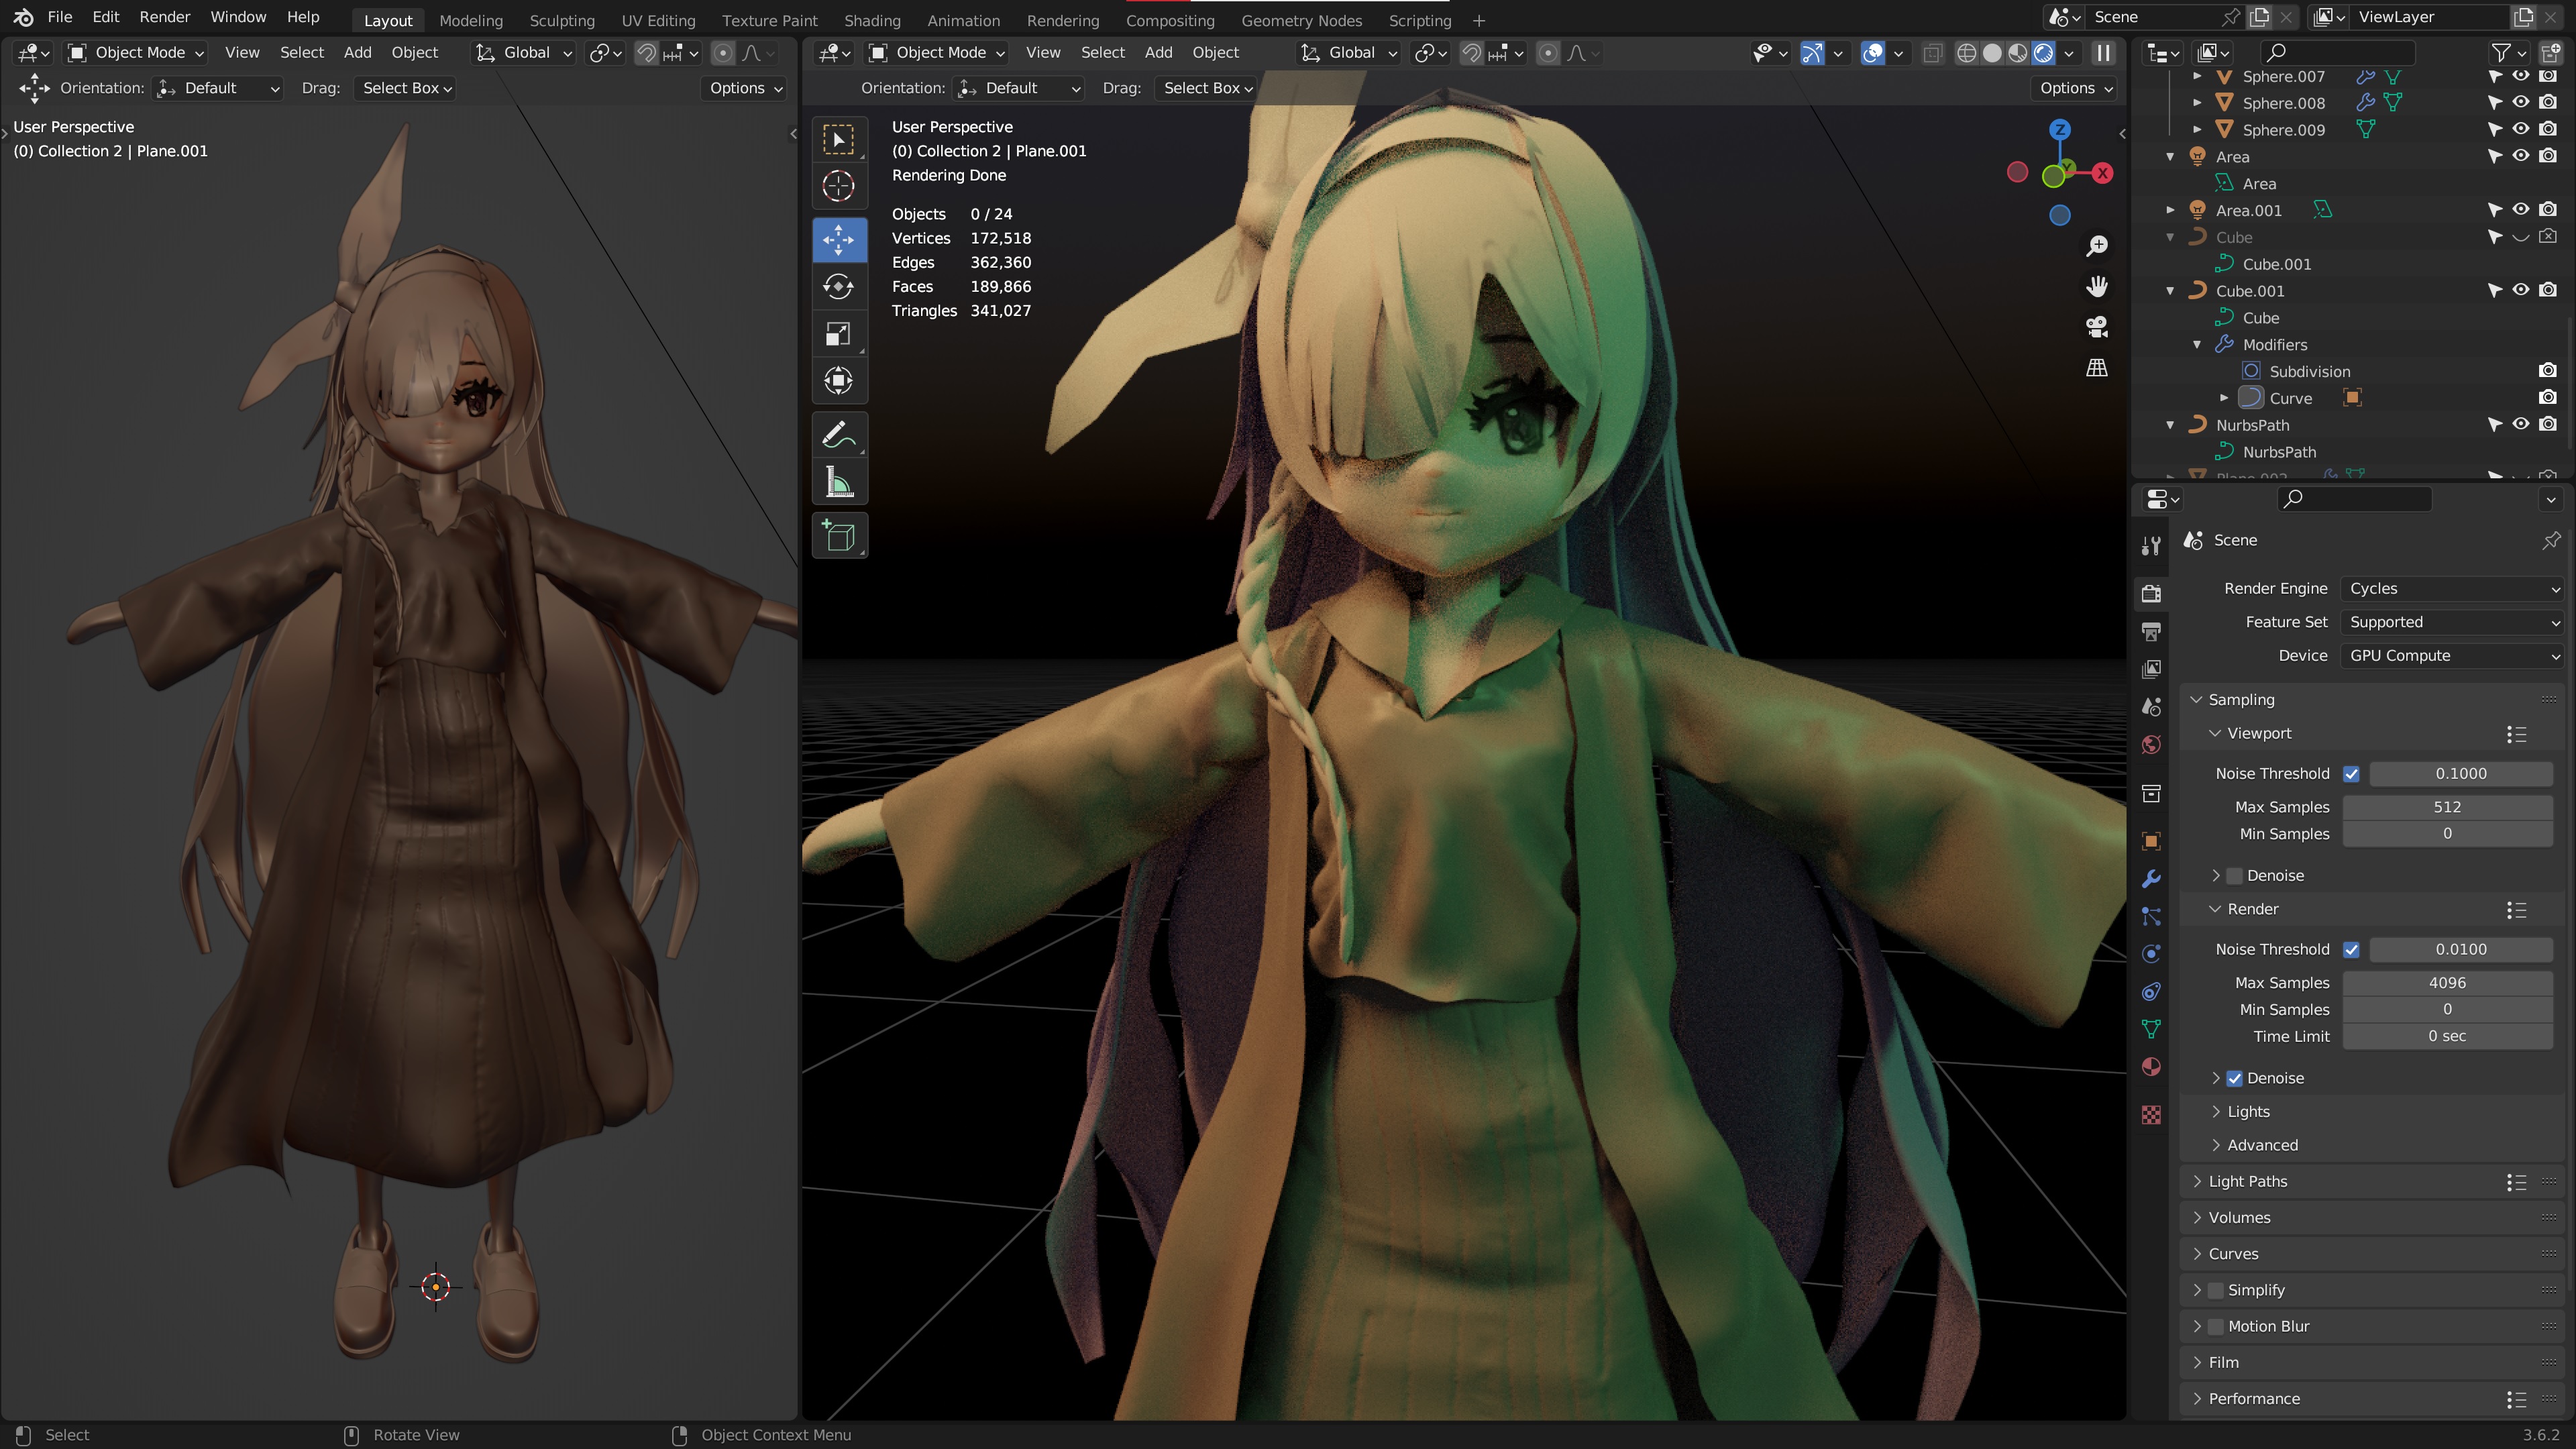 File Edit Render Window Help Layout Modeling Sculpting UV Editing Texture Paint Shading Animation Rendering Compositing Geometry Nodes Scripting + Scene ViewLayer
Object Mode View Select Add Object Global
Orientation: Default Drag: Select Box Options
User Perspective
(0) Collection 2 | Plane.001
Object Mode View Select Add Object Global
Orientation: Default Drag: Select Box Options
User Perspective
(0) Collection 2 | Plane.001
Rendering Done
Objects 0 / 24
Vertices 172,518
Edges 362,360
Faces 189,866
Triangles 341,027
Z
Y
X
Sphere.007
Sphere.008
Sphere.009
Area
Area
Area.001
Cube
Cube.001
Cube.001
Cube
Modifiers
Subdivision
Curve
NurbsPath
NurbsPath
Scene
Render Engine Cycles
Feature Set Supported
Device GPU Compute
Sampling
Viewport
Noise Threshold 0.1000
Max Samples 512
Min Samples 0
Denoise
Render
Noise Threshold 0.0100
Max Samples 4096
Min Samples 0
Time Limit 0 sec
Denoise
Lights
Advanced
Light Paths
Volumes
Curves
Simplify
Motion Blur
Film
Performance
Select Rotate View Object Context Menu 3.6.2